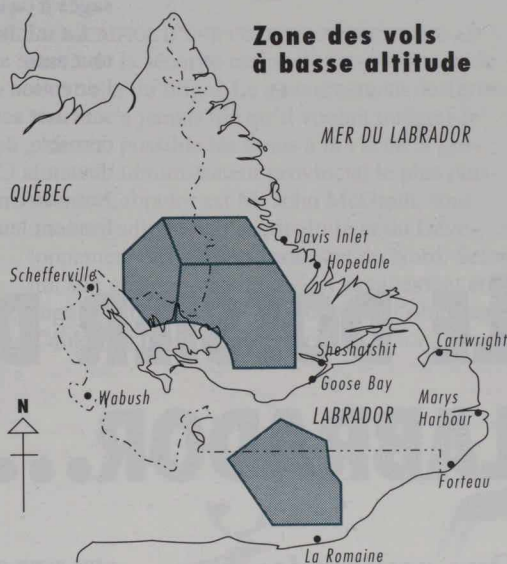 Zone des vols
à basse altitude
MER DU LABRADOR
QUÉBEC
Davis Inlet
Hopedale
Schefferville
Sheshatshit
Cartwright
Goose Bay
Wabush
LABRADOR
Marys
Harbour
N
Forteau
La Romaine